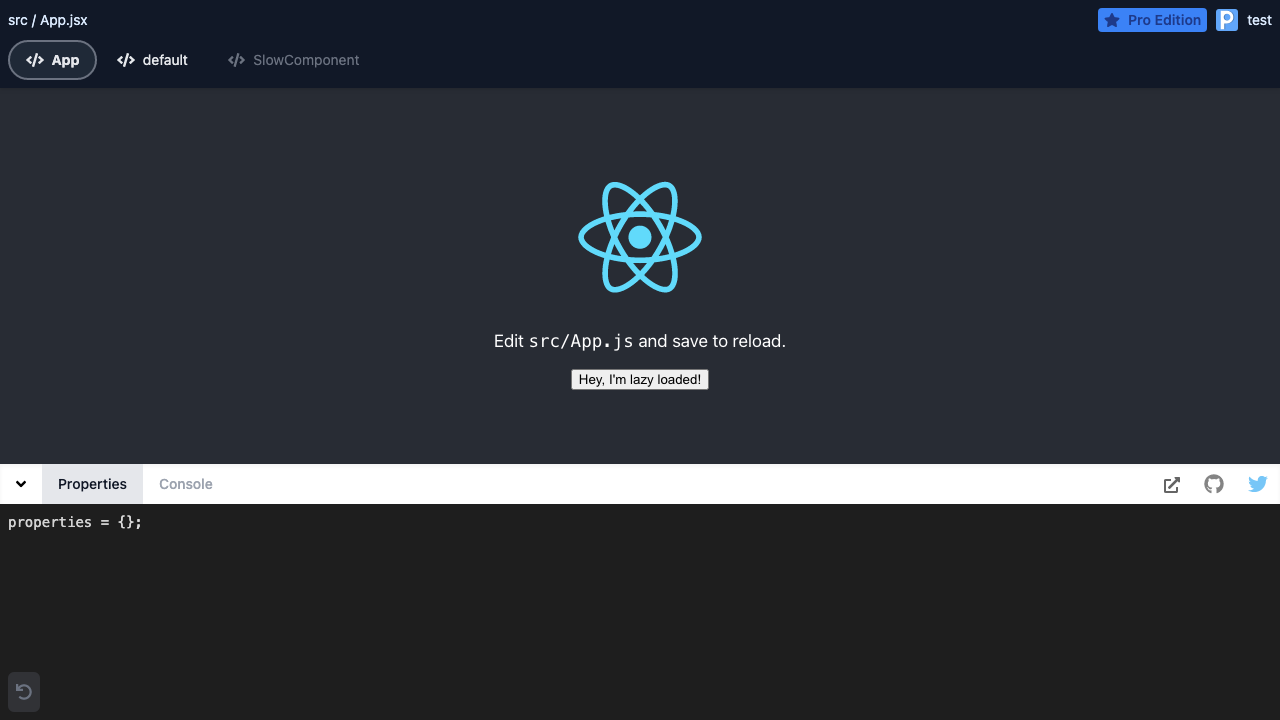 src / App.jsx
Pro Edition
P test
App default SlowComponent
Edit src/App.js and save to reload.
Hey, I'm lazy loaded!
Properties Console
properties = {};